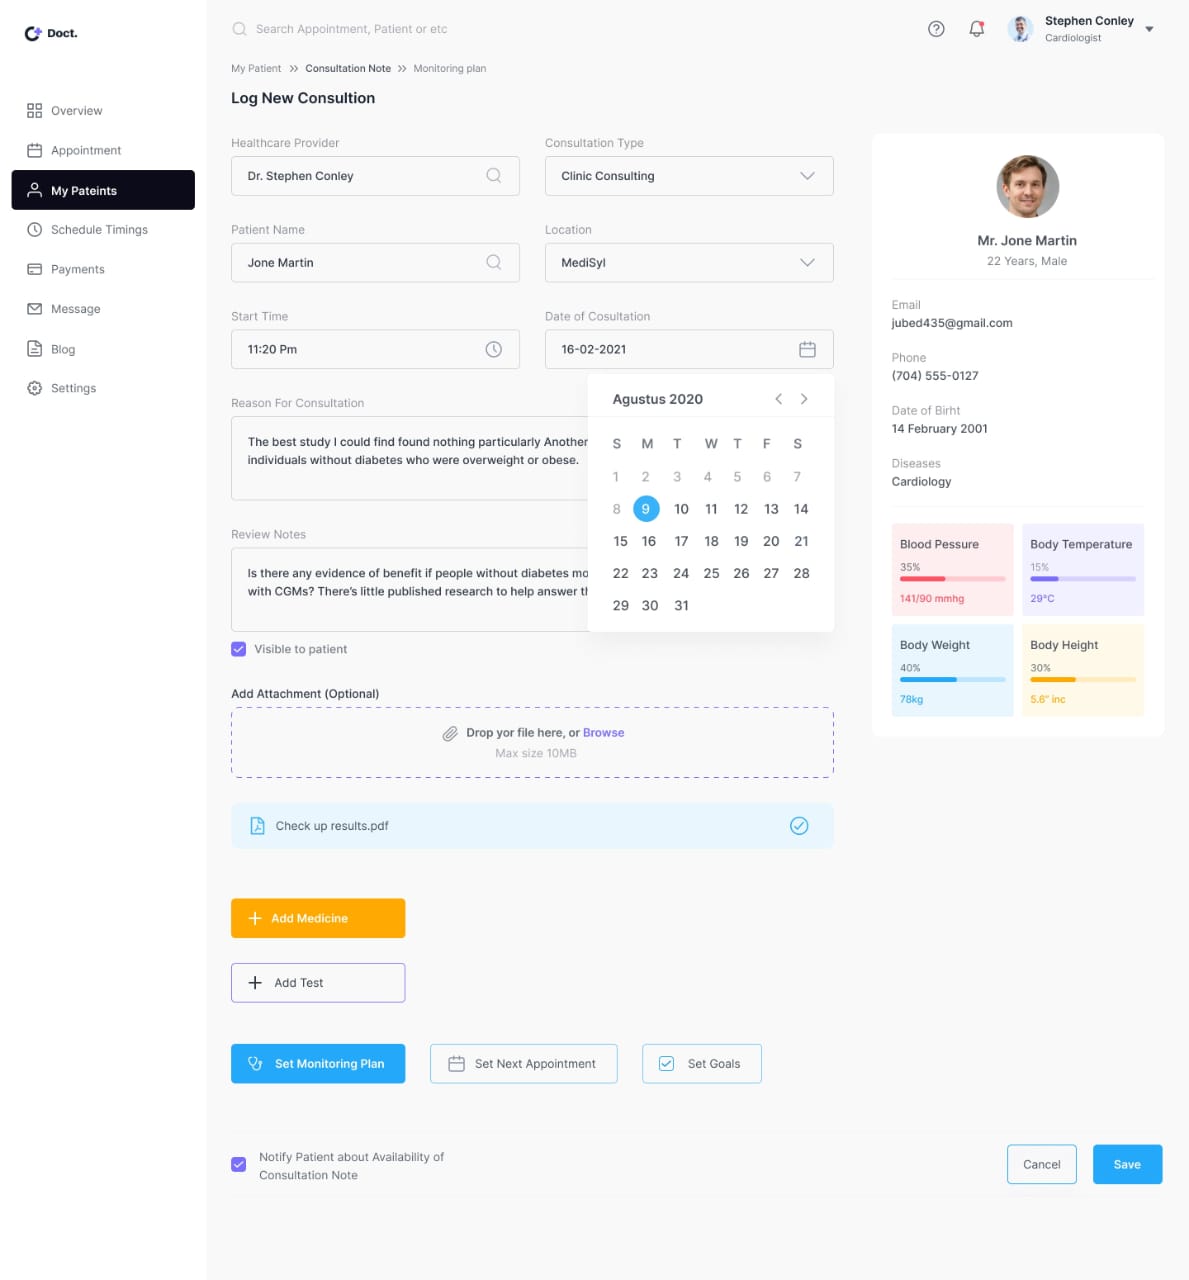 Doct.
Search Appointment, Patient or etc
Stephen Conley
Cardiologist
My Patient >> Consultation Note >> Monitoring plan
Log New Consultion
Overview
Appointment
My Pateints
Schedule Timings
Payments
Message
Blog
Settings
Healthcare Provider
Dr. Stephen Conley
Consultation Type
Clinic Consulting
Patient Name
Jone Martin
Location
MediSyl
Start Time
11:20 Pm
Date of Cosultation
16-02-2021
Agustus 2020
S M T W T F S
1 2 3 4 5 6 7
8 9 10 11 12 13 14
15 16 17 18 19 20 21
22 23 24 25 26 27 28
29 30 31
Reason For Consultation
The best study I could find found nothing particularly Another
individuals without diabetes who were overweight or obese.
Review Notes
Is there any evidence of benefit if people without diabetes mo
with CGMs? There's little published research to help answer th
Visible to patient
Add Attachment (Optional)
Drop yor file here, or Browse
Max size 10MB
Check up results.pdf
Add Medicine
Add Test
Set Monitoring Plan
Set Next Appointment
Set Goals
Notify Patient about Availability of
Consultation Note
Cancel
Save
Mr. Jone Martin
22 Years, Male
Email
jubed435@gmail.com
Phone
(704) 555-0127
Date of Birht
14 February 2001
Diseases
Cardiology
Blood Pessure
35%
141/90 mmhg
Body Temperature
15%
29°C
Body Weight
40%
78kg
Body Height
30%
5.6" inc